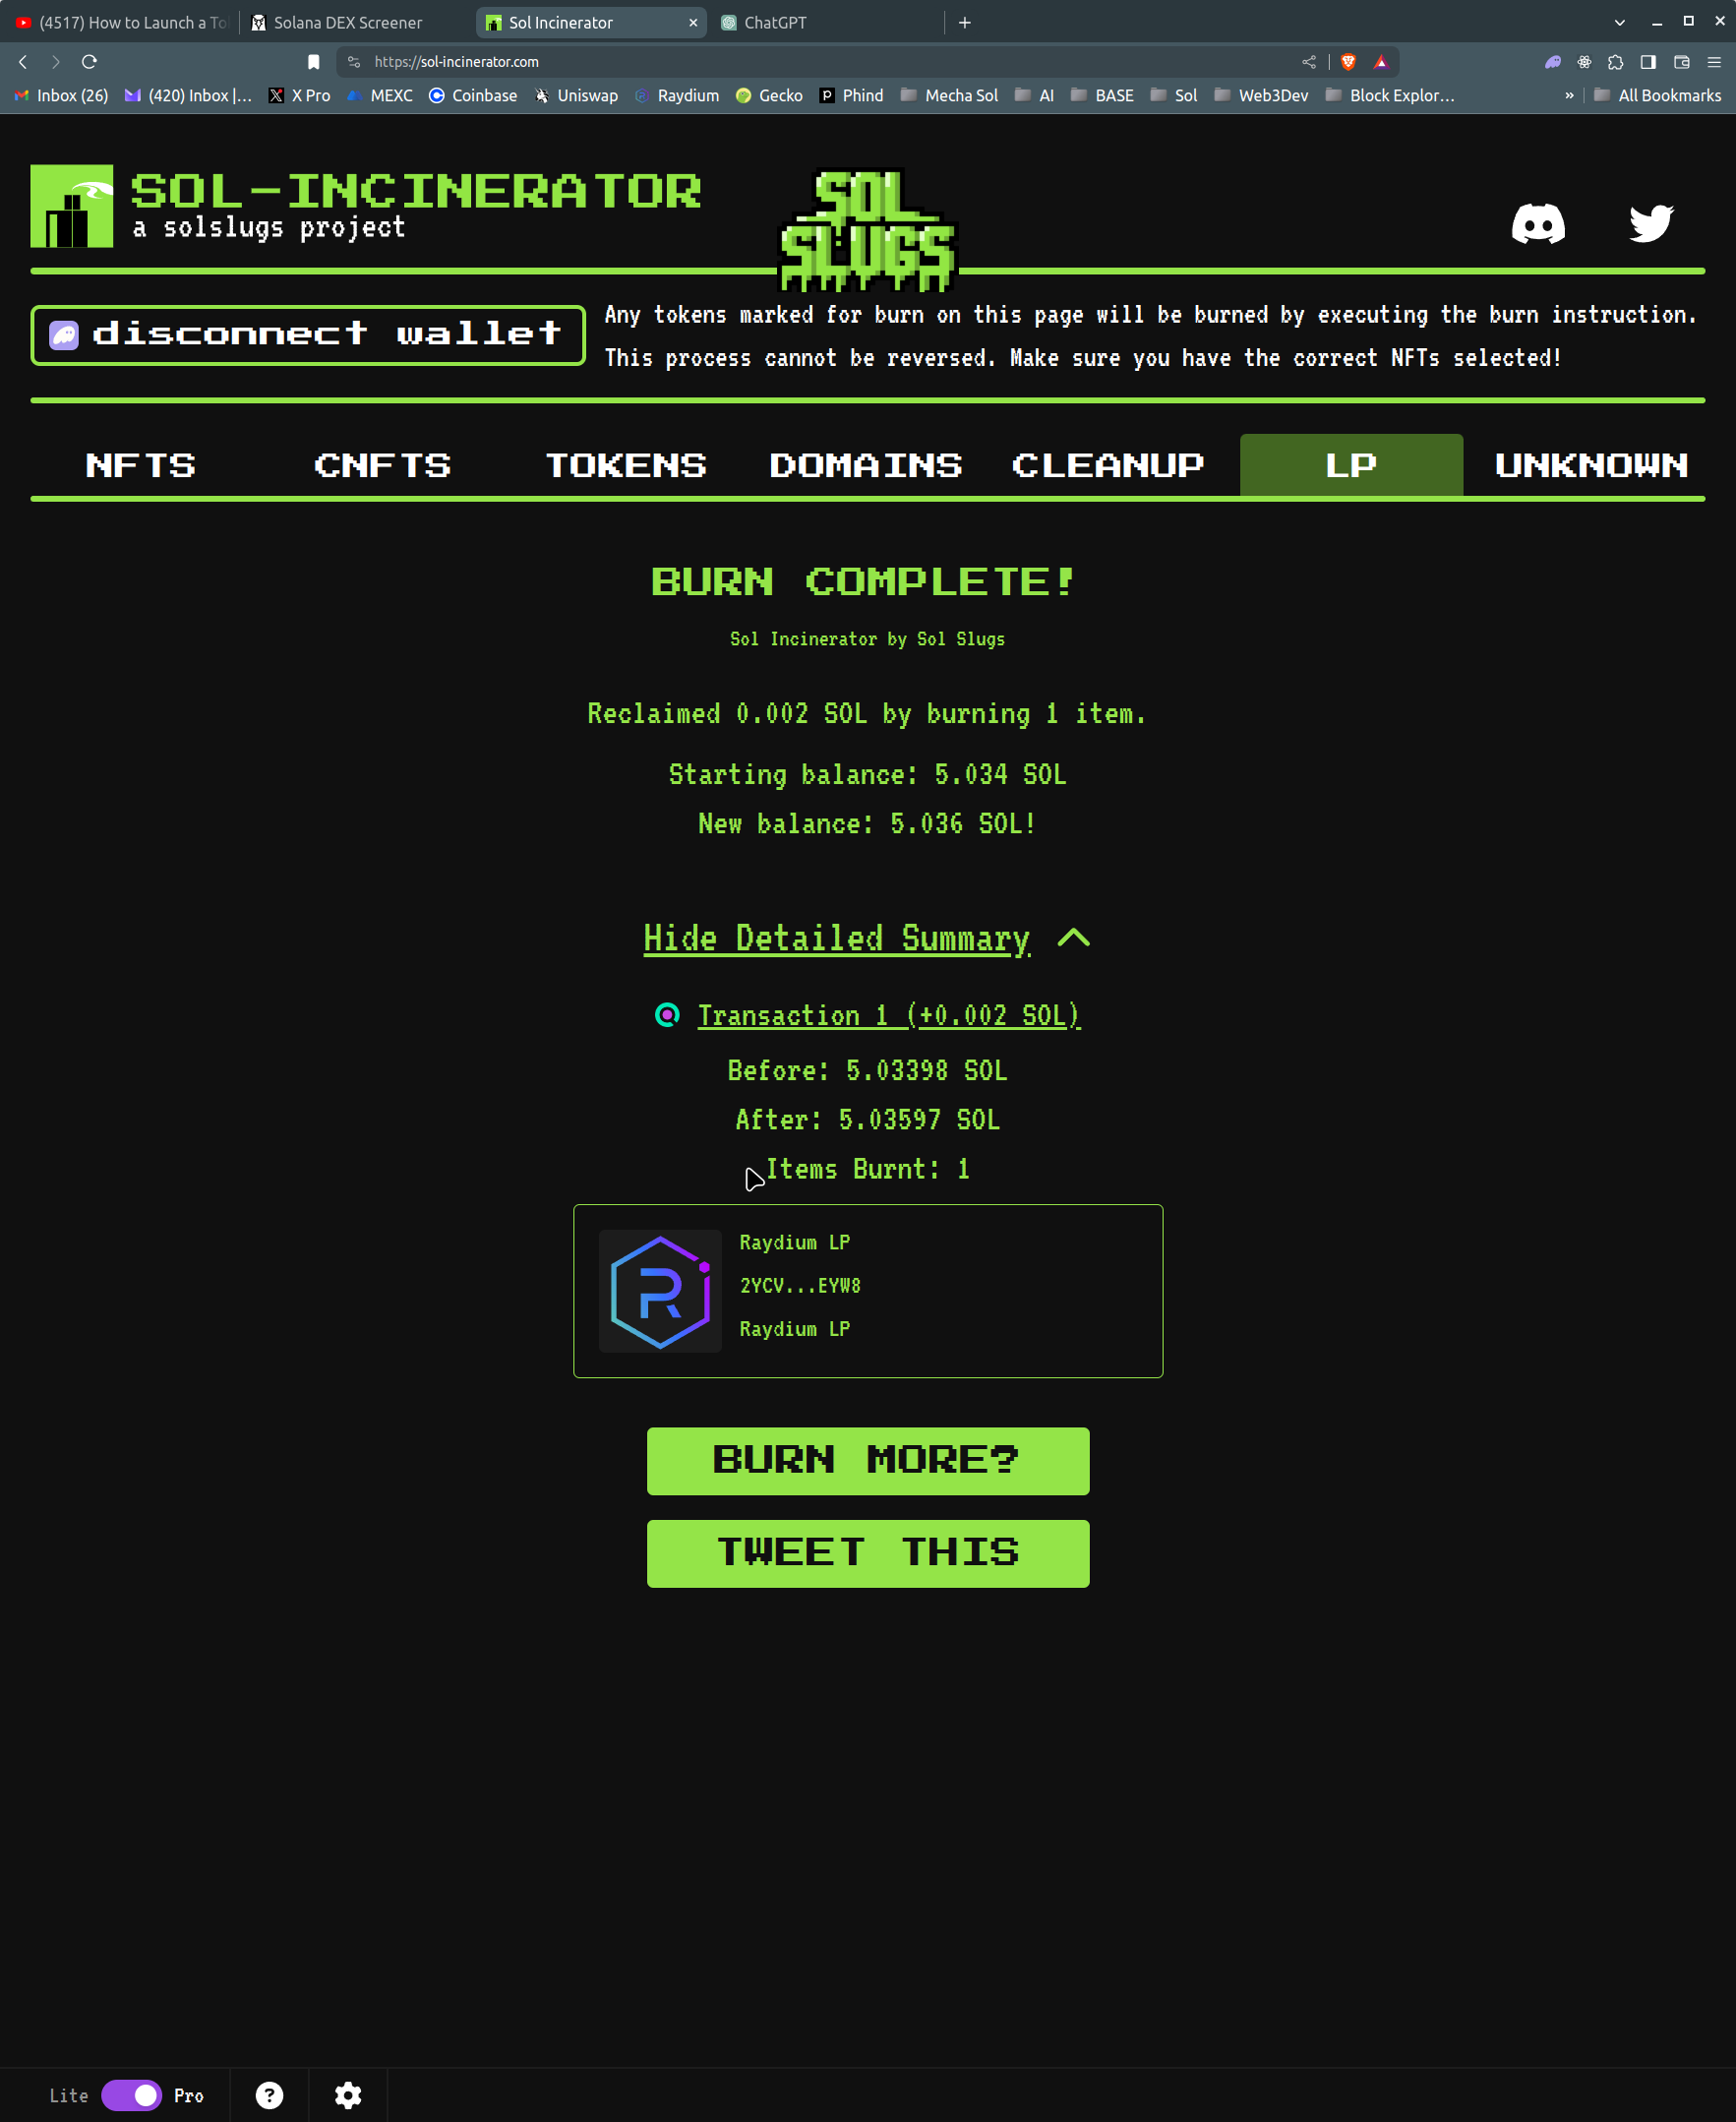 (4517) How to Launch a To
Solana DEX Screener
Sol Incinerator
ChatGPT
https://sol-incinerator.com
Inbox (26)
(420) Inbox |...
X Pro
MEXC
Coinbase
Uniswap
Raydium
Gecko
Phind
Mecha Sol
AI
BASE
Sol
Web3Dev
Block Explor...
»
All Bookmarks
SOL-INCINERATOR
a solslugs project
SOL
SLUGS
disconnect wallet
Any tokens marked for burn on this page will be burned by executing the burn instruction.
This process cannot be reversed. Make sure you have the correct NFTs selected!
NFTS CNFTS TOKENS DOMAINS CLEANUP LP UNKNOWN
BURN COMPLETE!
Sol Incinerator by Sol Slugs
Reclaimed 0.002 SOL by burning 1 item.
Starting balance: 5.034 SOL
New balance: 5.036 SOL!
Hide Detailed Summary
Transaction 1 (+0.002 SOL)
Before: 5.03398 SOL
After: 5.03597 SOL
Items Burnt: 1
Raydium LP
2YCV...EYW8
Raydium LP
BURN MORE?
TWEET THIS
Lite Pro ?